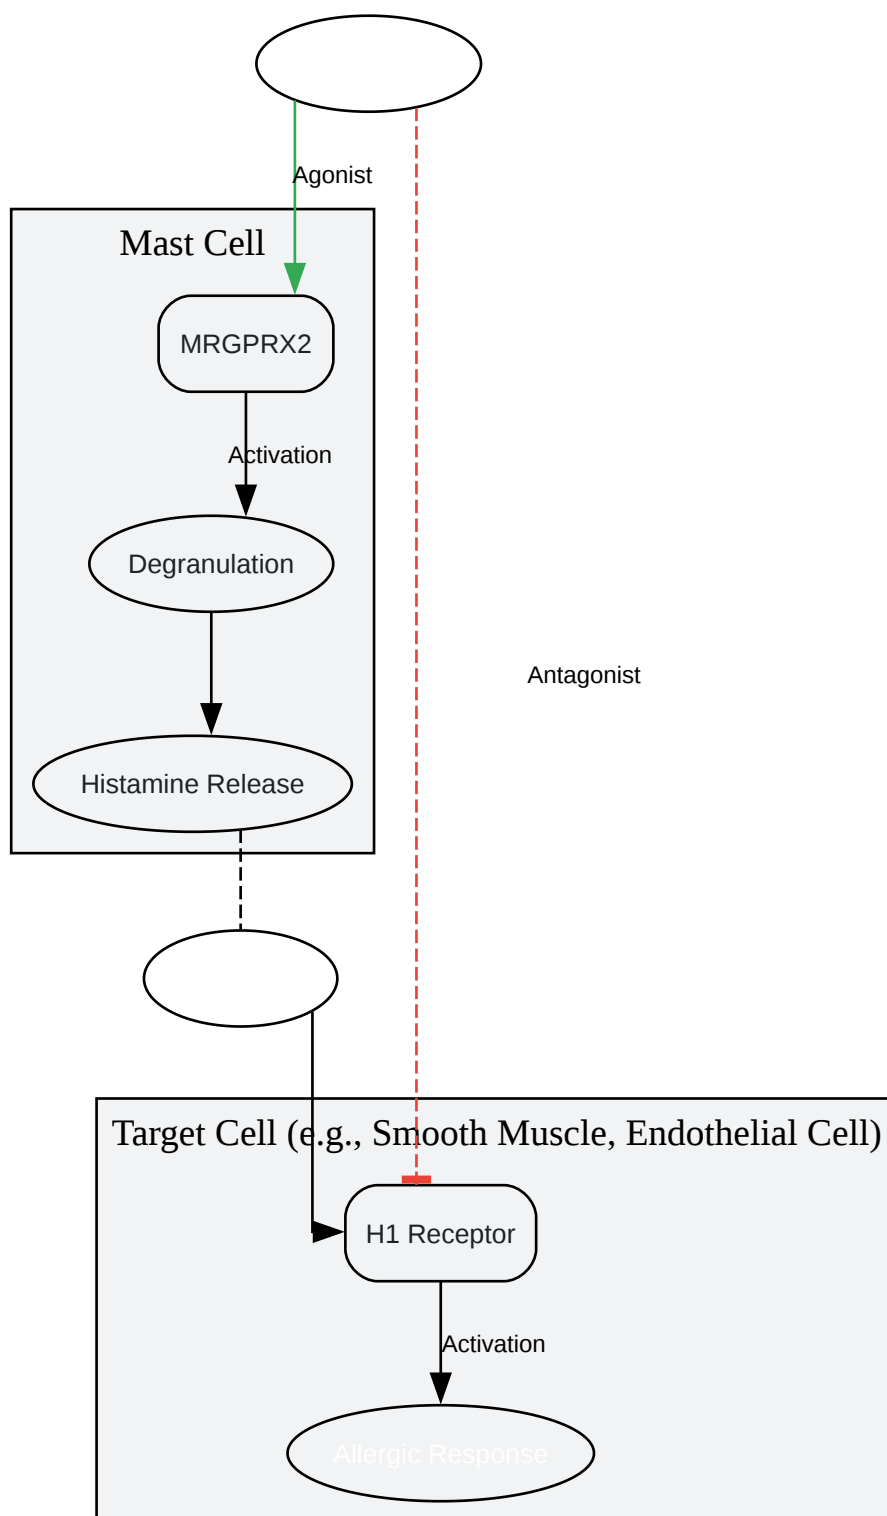 Agonist
Mast Cell
MRGPRX2
Activation
Degranulation
Antagonist
Histamine Release
Target Cell (e.g., Smooth Muscle, Endothelial Cell)
H1 Receptor
Activation
Allergic Response